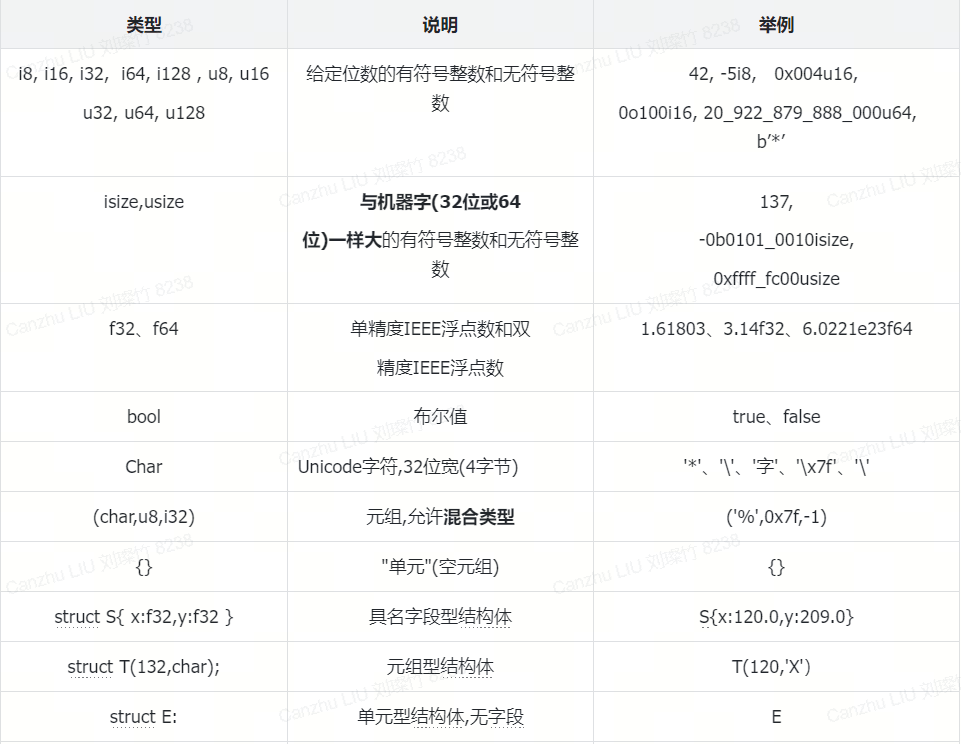 类型 说明 举例
i8, i16, i32, i64, i128 , u8, u16 给定位数的有符号整数和无符号整 42, -5i8, 0x004u16,
u32, u64, u128 数 0o100i16, 20_922_879_888_000u64,
b’*’
isize,usize 与机器字(32位或64 137,
位)一样大的有符号整数和无符号整 -0b0101_0010isize,
数 0xffff_fc00usize
f32、f64 单精度IEEE浮点数和双 1.61803、3.14f32、6.0221e23f64
精度IEEE浮点数
bool 布尔值 true、false
Char Unicode字符,32位宽(4字节) '*'、'\'、'字'、'\x7f'、'\'
(char,u8,i32) 元组,允许混合类型 ('%',0x7f,-1)
{} "单元"(空元组) {}
struct S{ x:f32,y:f32 } 具名字段型结构体 S{x:120.0,y:209.0}
struct T(132,char); 元组型结构体 T(120,'X')
struct E: 单元型结构体,无字段 E
Canzhu LIU 刘璨竹 8238